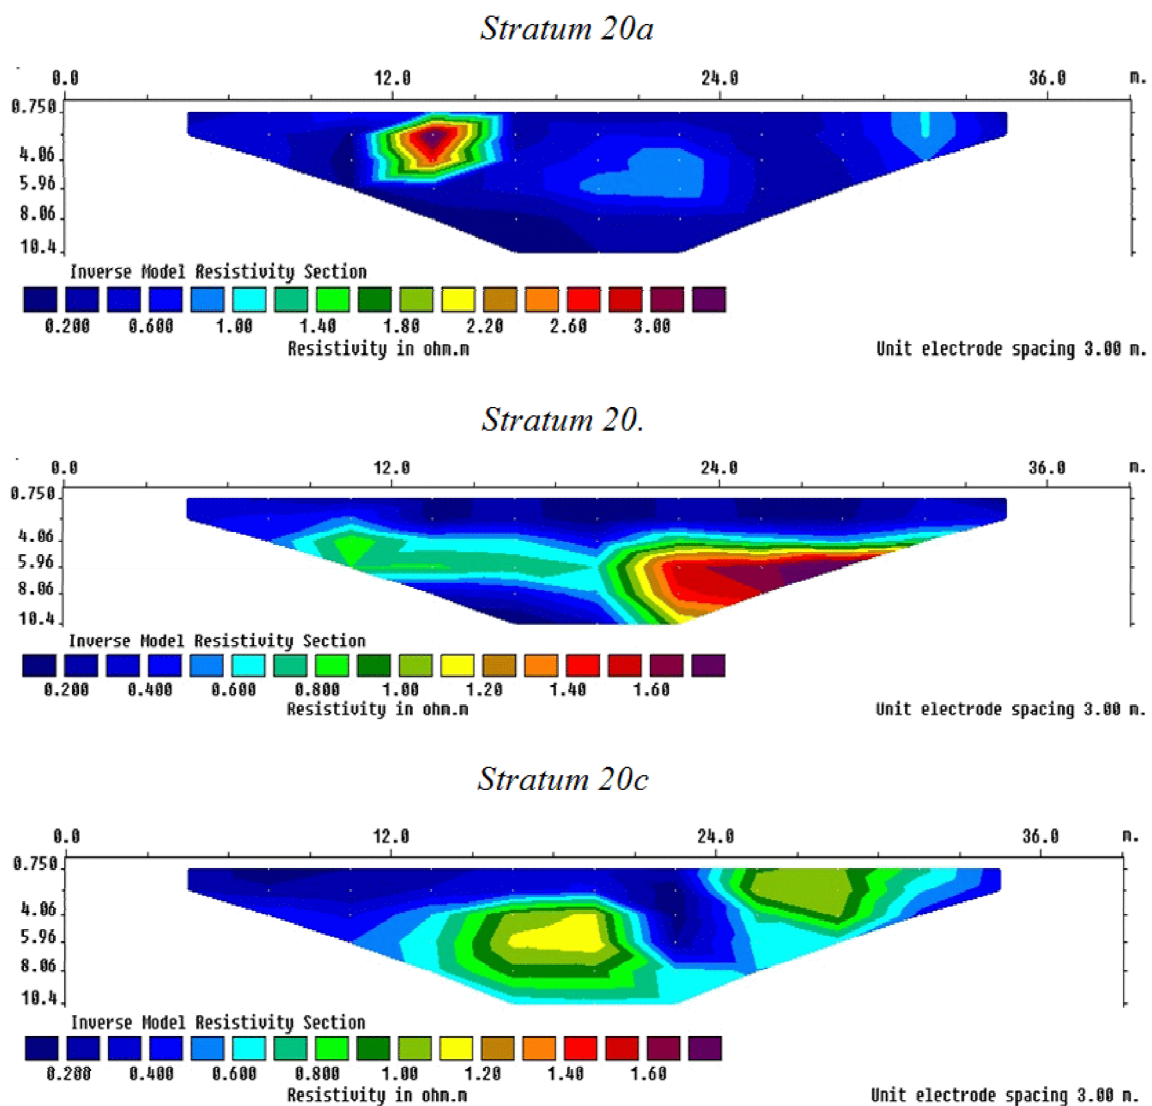 Stratum 20a
0.0 12.0 24.0 36.0 m.
0.750
4.06
5.96
8.06
10.4
Inverse Model Resistivity Section
0.200 0.600 1.00 1.40 1.80 2.20 2.60 3.00
Resistivity in ohm.m
Unit electrode spacing 3.00 m.
Stratum 20.
0.0 12.0 24.0 36.0 m.
0.750
4.06
5.96
8.06
10.4
Inverse Model Resistivity Section
0.200 0.400 0.600 0.800 1.00 1.20 1.40 1.60
Resistivity in ohm.m
Unit electrode spacing 3.00 m.
Stratum 20c
0.0 12.0 24.0 36.0 m.
0.750
4.06
5.96
8.06
10.4
Inverse Model Resistivity Section
0.200 0.400 0.600 0.800 1.00 1.20 1.40 1.60
Resistivity in ohm.m
Unit electrode spacing 3.00 m.